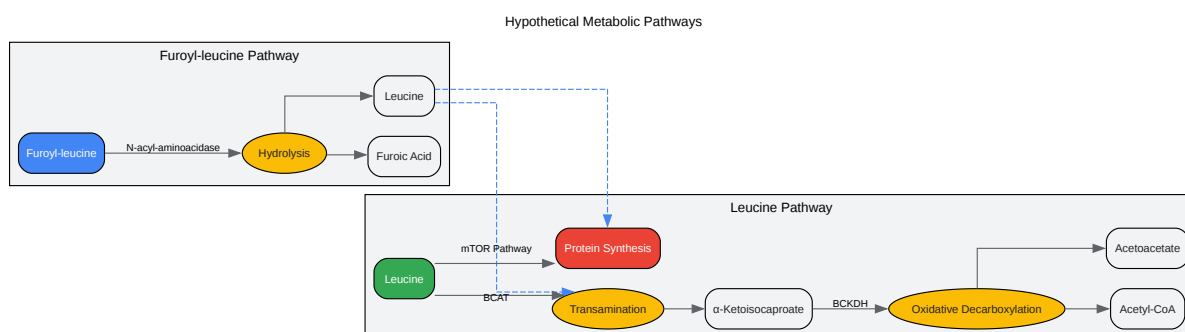 Hypothetical Metabolic Pathways
Furoyl-leucine Pathway
Leucine
Furoyl-leucine
N-acyl-aminoacidase
Hydrolysis
Furoic Acid
Leucine Pathway
mTOR Pathway
Protein Synthesis
Acetoacetate
Leucine
BCAT
Transamination
α-Ketoisocaproate
BCKDH
Oxidative Decarboxylation
Acetyl-CoA